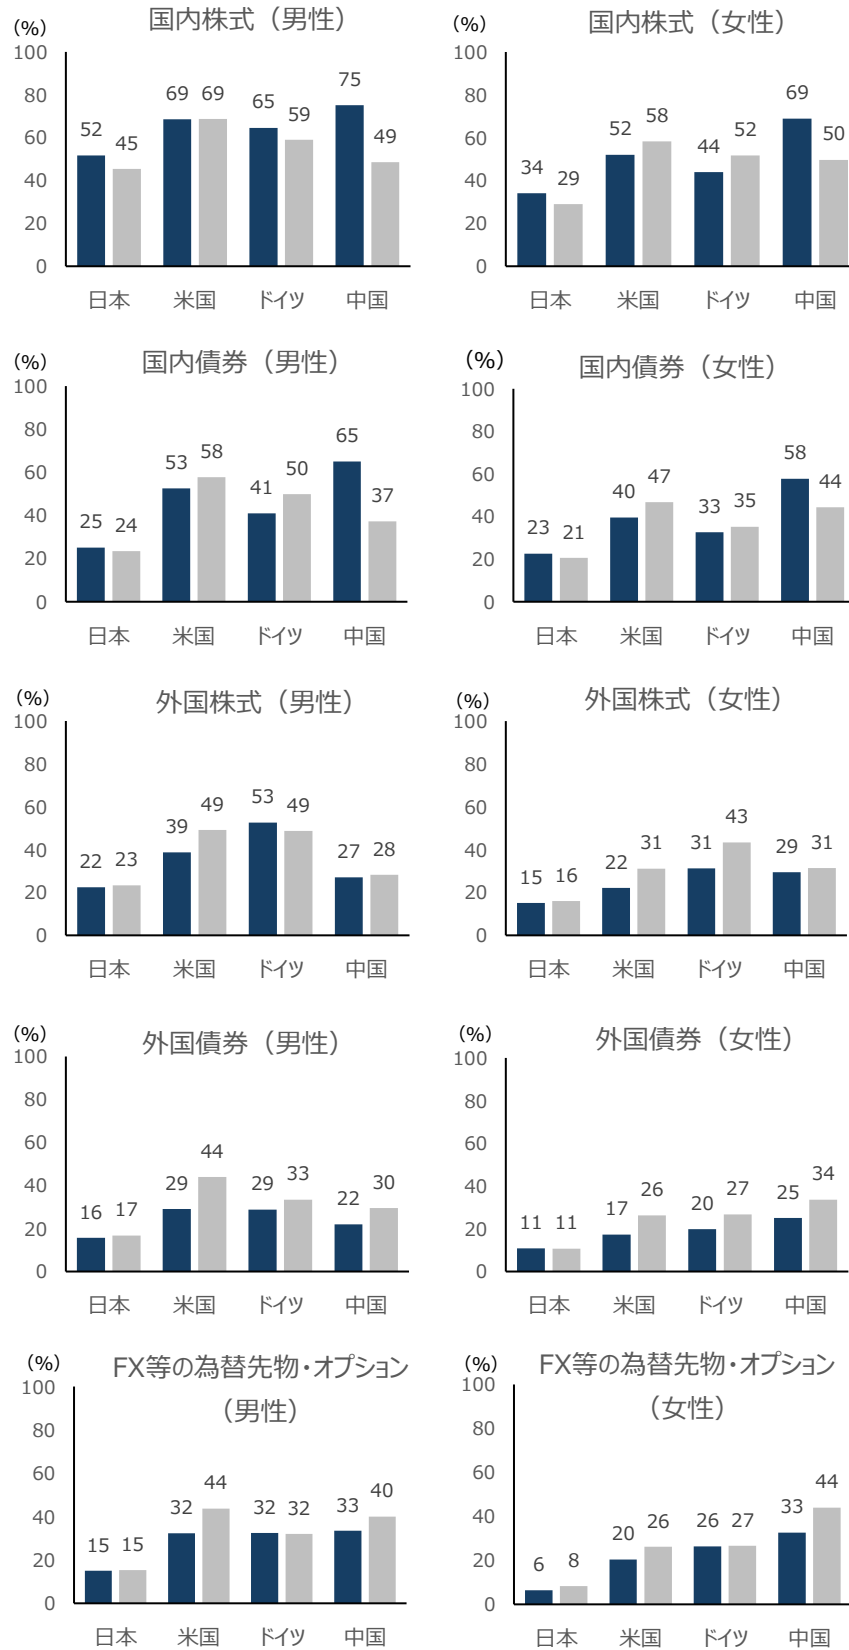 国内株式（男性）
(%)
100
80
60
40
20
0
52 45 69 69 65 59 75 49
日本 米国 ドイツ 中国
国内株式（女性）
(%)
100
80
60
40
20
0
34 29 52 58 44 52 69 50
日本 米国 ドイツ 中国
国内債券（男性）
(%)
100
80
60
40
20
0
25 24 53 58 41 50 65 37
日本 米国 ドイツ 中国
国内債券（女性）
(%)
100
80
60
40
20
0
23 21 40 47 33 35 58 44
日本 米国 ドイツ 中国
外国株式（男性）
(%)
100
80
60
40
20
0
22 23 39 49 53 49 27 28
日本 米国 ドイツ 中国
外国株式（女性）
(%)
100
80
60
40
20
0
15 16 22 31 31 43 29 31
日本 米国 ドイツ 中国
外国債券（男性）
(%)
100
80
60
40
20
0
16 17 29 44 29 33 22 30
日本 米国 ドイツ 中国
外国債券（女性）
(%)
100
80
60
40
20
0
11 11 17 26 20 27 25 34
日本 米国 ドイツ 中国
FX等の為替先物・オプション
（男性）
(%)
100
80
60
40
20
0
15 15 32 44 32 32 33 40
日本 米国 ドイツ 中国
FX等の為替先物・オプション
（女性）
(%)
100
80
60
40
20
0
6 8 20 26 26 27 33 44
日本 米国 ドイツ 中国